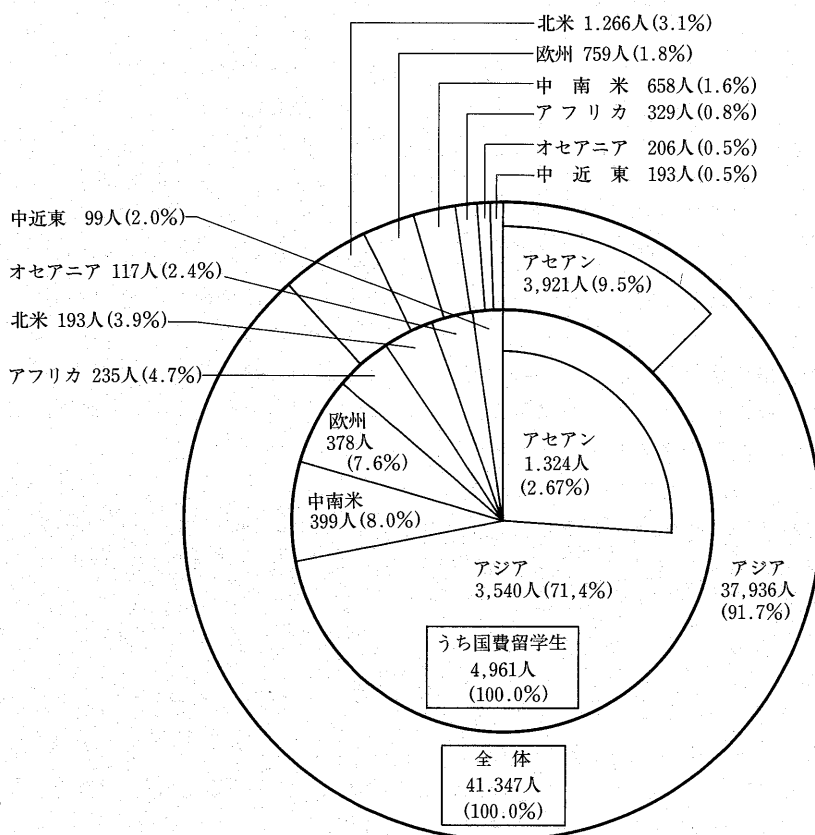 北米 1.266人(3.1%)
欧州 759人(1.8%)
中 南 米 658人(1.6%)
アフリカ 329人(0.8%)
オセアニア 206人(0.5%)
中 近 東 193人(0.5%)
中近東 99人(2.0%)
オセアニア 117人(2.4%)
北米 193人(3.9%)
アフリカ 235人(4.7%)
アセアン
3,921人(9.5%)
欧州
378人
(7.6%)
中南米
399人(8.0%)
アセアン
1.324人
(2.67%)
アジア
3,540人(71,4%)
アジア
37,936人
(91.7%)
うち国費留学生
4,961人
(100.0%)
全 体
41.347人
(100.0%)